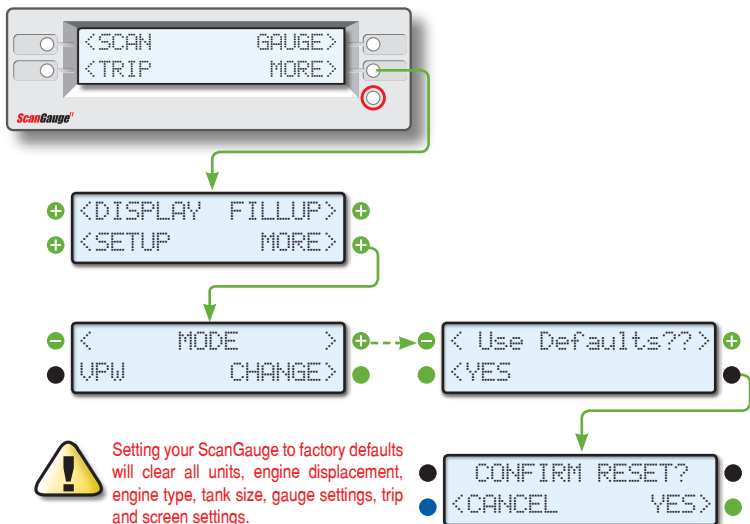 <SCAN GAUGE>
<TRIP MORE>
ScanGauge II
<DISPLAY FILLUP>
<SETUP MORE>
< MODE >
VPW CHANGE>
< Use Defaults??>
<YES
Setting your ScanGauge to factory defaults
will clear all units, engine displacement,
engine type, tank size, gauge settings, trip
and screen settings.
CONFIRM RESET?
<CANCEL YES>